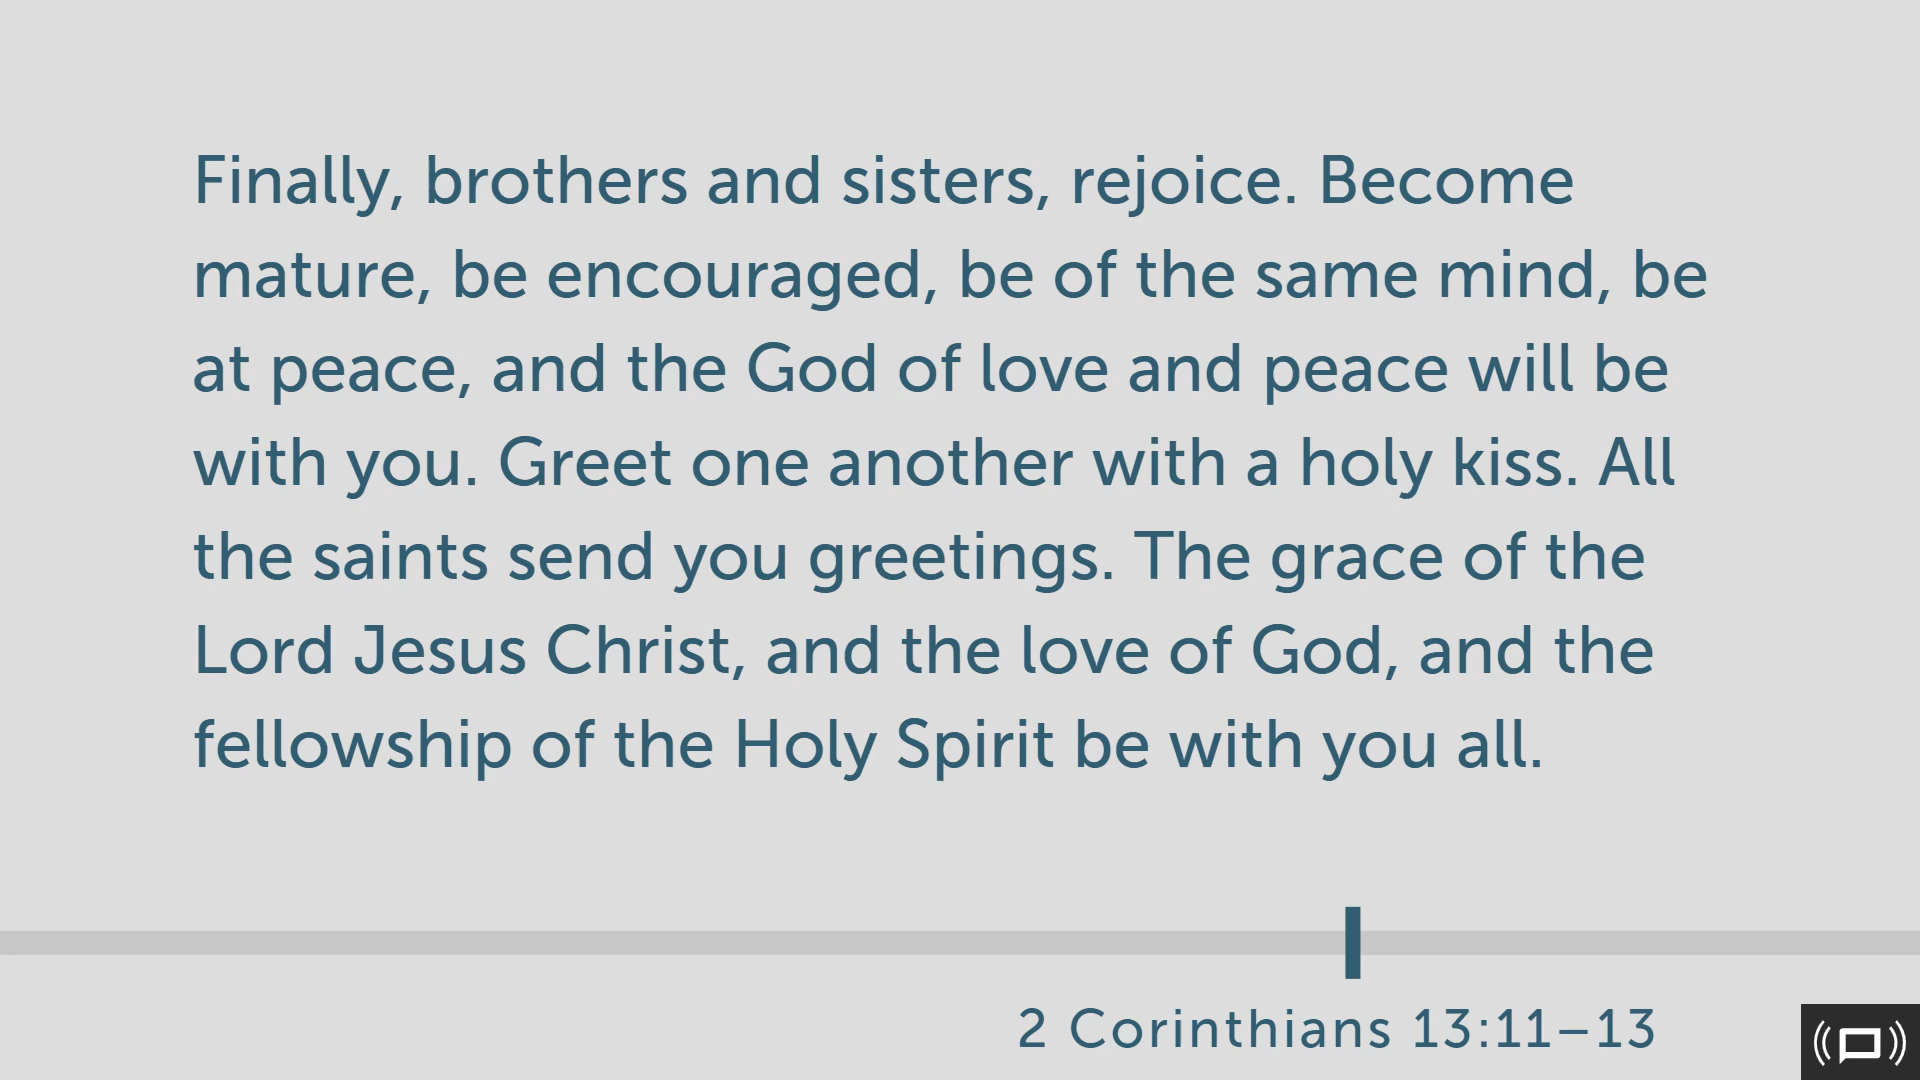 Finally, brothers and sisters, rejoice. Become
mature, be encouraged, be of the same mind, be
at peace, and the God of love and peace will be
with you. Greet one another with a holy kiss. All
the saints send you greetings. The grace of the
Lord Jesus Christ, and the love of God, and the
fellowship of the Holy Spirit be with you all.
2 Corinthians 13:11–13